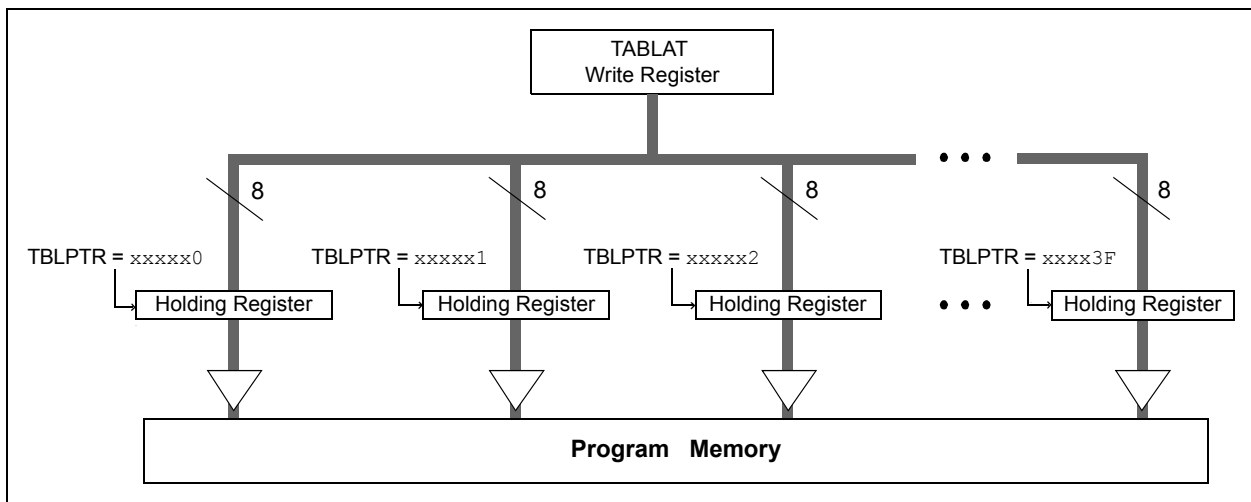 TABLAT
Write Register
8 8 8 8
TBLPTR = xxxxx0 TBLPTR = xxxxx1 TBLPTR = xxxxx2 TBLPTR = xxxx3F
Holding Register Holding Register Holding Register Holding Register
Program Memory